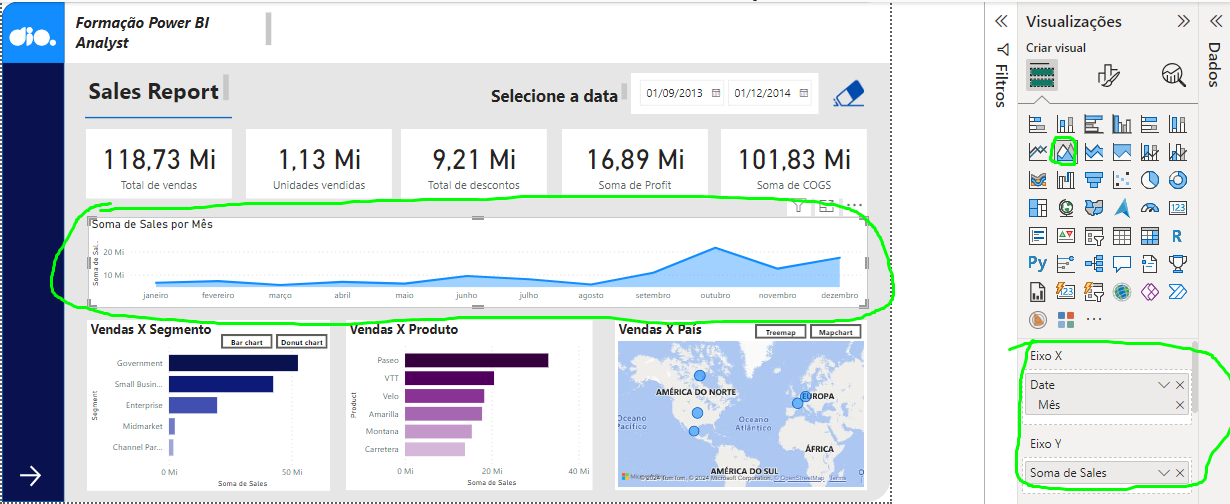 dio.
Formação Power BI
Analyst
Sales Report
Selecione a data
01/09/2013
01/12/2014
118,73 Mi
Total de vendas
1,13 Mi
Unidades vendidas
9,21 Mi
Total de descontos
16,89 Mi
Soma de Profit
101,83 Mi
Soma de COGS
Soma de Sales por Mês
Soma de Sal...
20 Mi
10 Mi
janeiro
fevereiro
março
abril
maio
junho
julho
agosto
setembro
outubro
novembro
dezembro
Vendas X Segmento
Bar chart
Donut chart
Segment
Government
Small Busin...
Enterprise
Midmarket
Channel Par...
0 Mi
50 Mi
Soma de Sales
Vendas X Produto
Product
Paseo
VTT
Velo
Amarilla
Montana
Carretera
0 Mi
20 Mi
40 Mi
Soma de Sales
Vendas X País
Treemap
Mapchart
AMÉRICA DO NORTE
EUROPA
Oceano
Pacífico
Oceano
Atlântico
ÁFRICA
AMÉRICA DO SUL
© 2024 TomTom, © 2024 Microsoft Corporation, © OpenStreetMap Terms
Filtros
Visualizações
Criar visual
123
R
Py
123
Eixo X
Date
Mês
Eixo Y
Soma de Sales
Dados